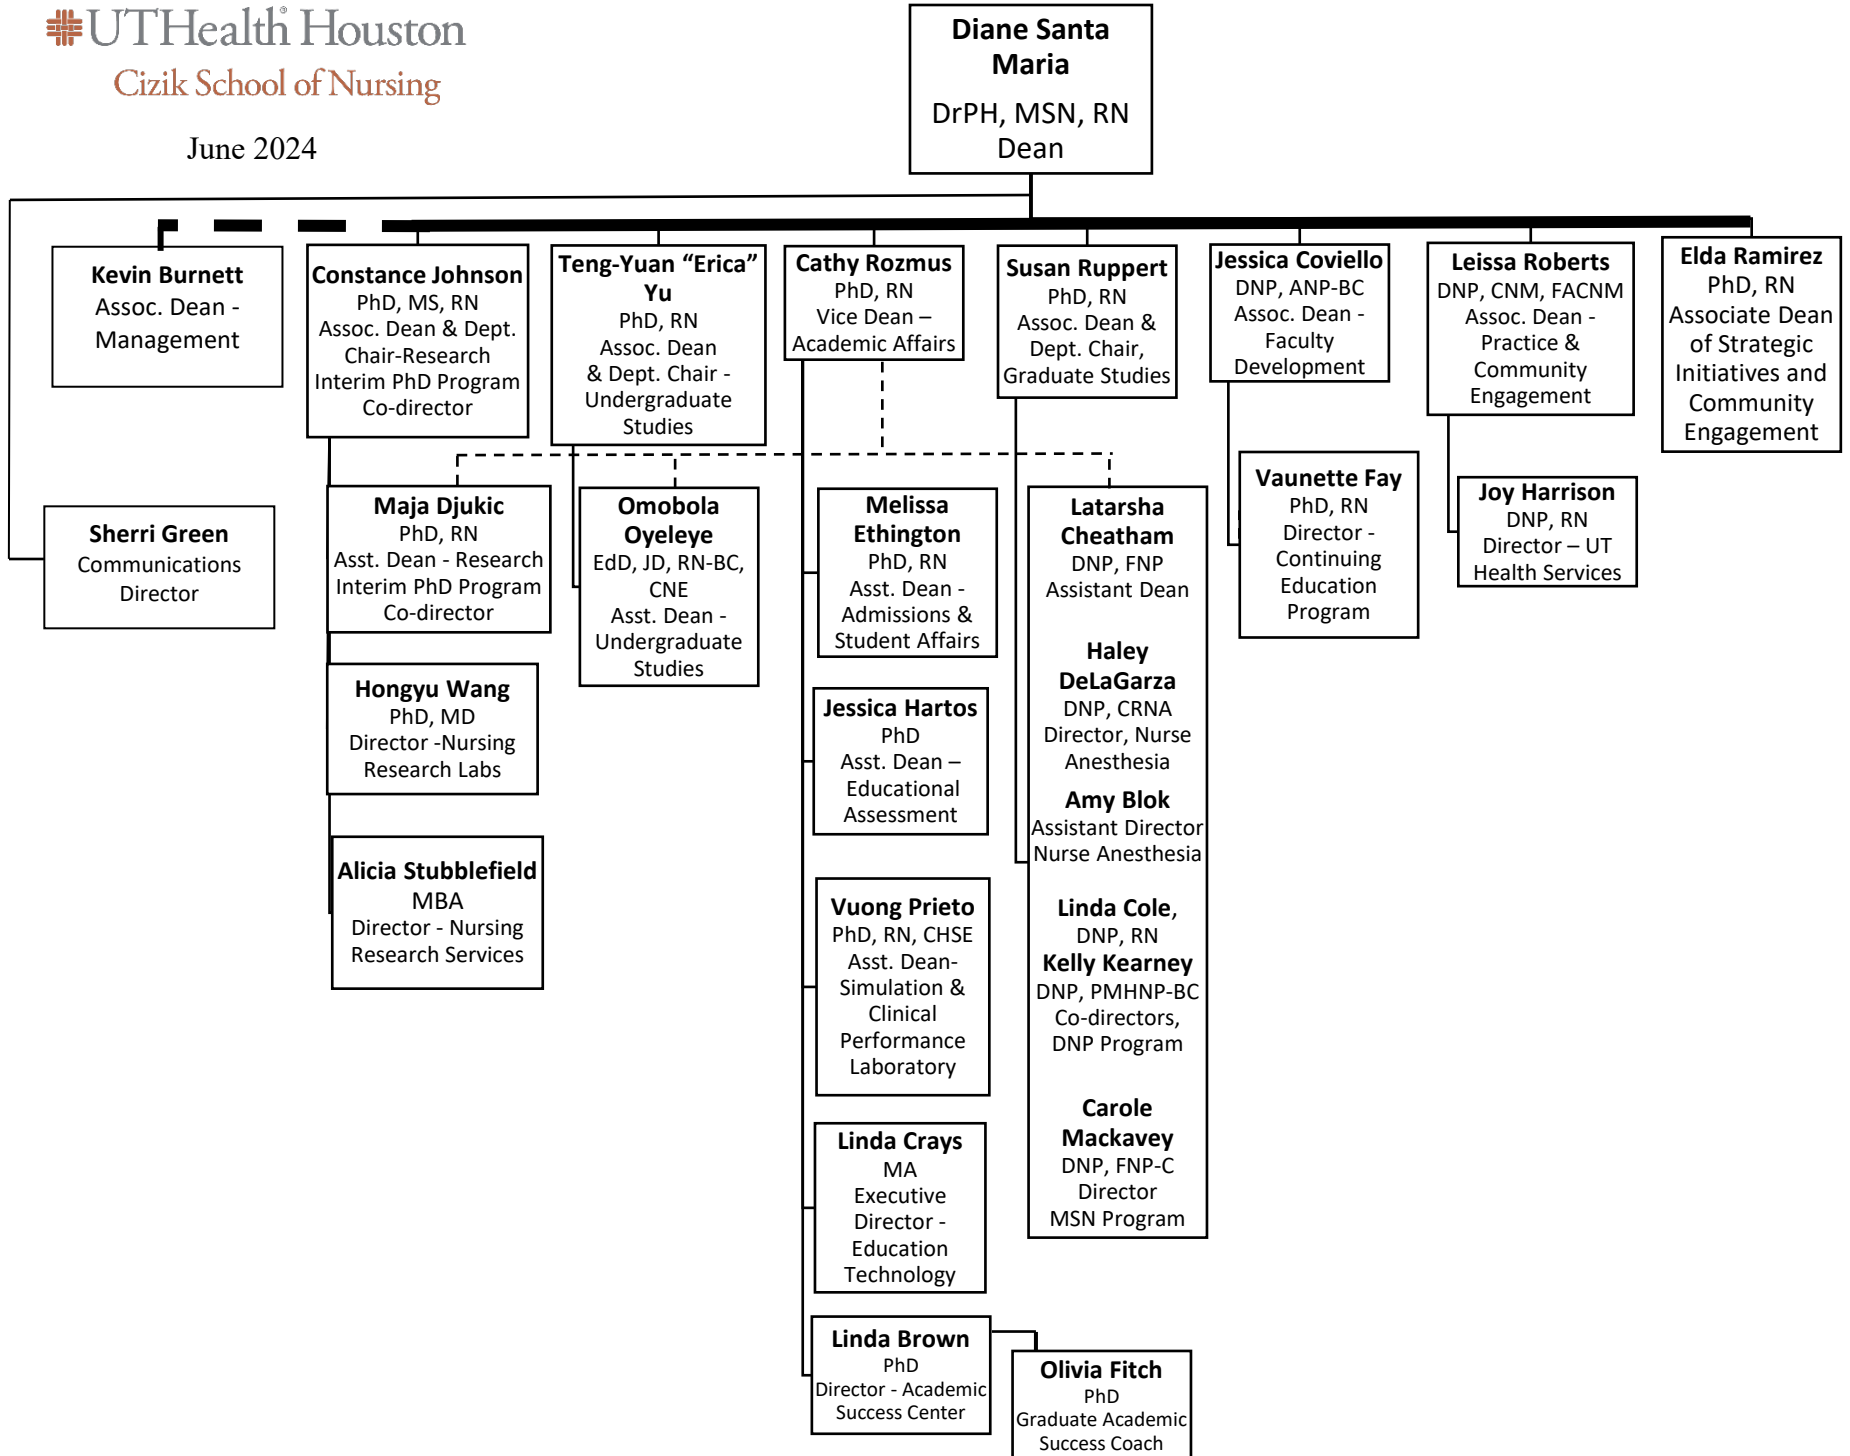 UTHealth Houston
Cizik School of Nursing
June 2024
Diane Santa
Maria
DrPH, MSN, RN
Dean
Kevin Burnett
Assoc. Dean -
Management
Constance Johnson
PhD, MS, RN
Assoc. Dean & Dept.
Chair-Research
Interim PhD Program
Co-director
Teng-Yuan “Erica”
Yu
PhD, RN
Assoc. Dean
& Dept. Chair -
Undergraduate
Studies
Cathy Rozmus
PhD, RN
Vice Dean –
Academic Affairs
Susan Ruppert
PhD, RN
Assoc. Dean &
Dept. Chair,
Graduate Studies
Jessica Coviello
DNP, ANP-BC
Assoc. Dean -
Faculty
Development
Leissa Roberts
DNP, CNM, FACNM
Assoc. Dean -
Practice &
Community
Engagement
Elda Ramirez
PhD, RN
Associate Dean
of Strategic
Initiatives and
Community
Engagement
Sherri Green
Communications
Director
Maja Djukic
PhD, RN
Asst. Dean - Research
Interim PhD Program
Co-director
Omobola
Oyeleye
EdD, JD, RN-BC,
CNE
Asst. Dean -
Undergraduate
Studies
Melissa
Ethington
PhD, RN
Asst. Dean -
Admissions &
Student Affairs
Latarsha
Cheatham
DNP, FNP
Assistant Dean
Haley
DeLaGarza
DNP, CRNA
Director, Nurse
Anesthesia
Amy Blok
Assistant Director
Nurse Anesthesia
Linda Cole,
DNP, RN
Kelly Kearney
DNP, PMHNP-BC
Co-directors,
DNP Program
Carole
Mackavey
DNP, FNP-C
Director
MSN Program
Vaunette Fay
PhD, RN
Director -
Continuing
Education
Program
Joy Harrison
DNP, RN
Director – UT
Health Services
Hongyu Wang
PhD, MD
Director -Nursing
Research Labs
Jessica Hartos
PhD
Asst. Dean –
Educational
Assessment
Alicia Stubblefield
MBA
Director - Nursing
Research Services
Vuong Prieto
PhD, RN, CHSE
Asst. Dean-
Simulation &
Clinical
Performance
Laboratory
Linda Crays
MA
Executive
Director -
Education
Technology
Linda Brown
PhD
Director - Academic
Success Center
Olivia Fitch
PhD
Graduate Academic
Success Coach